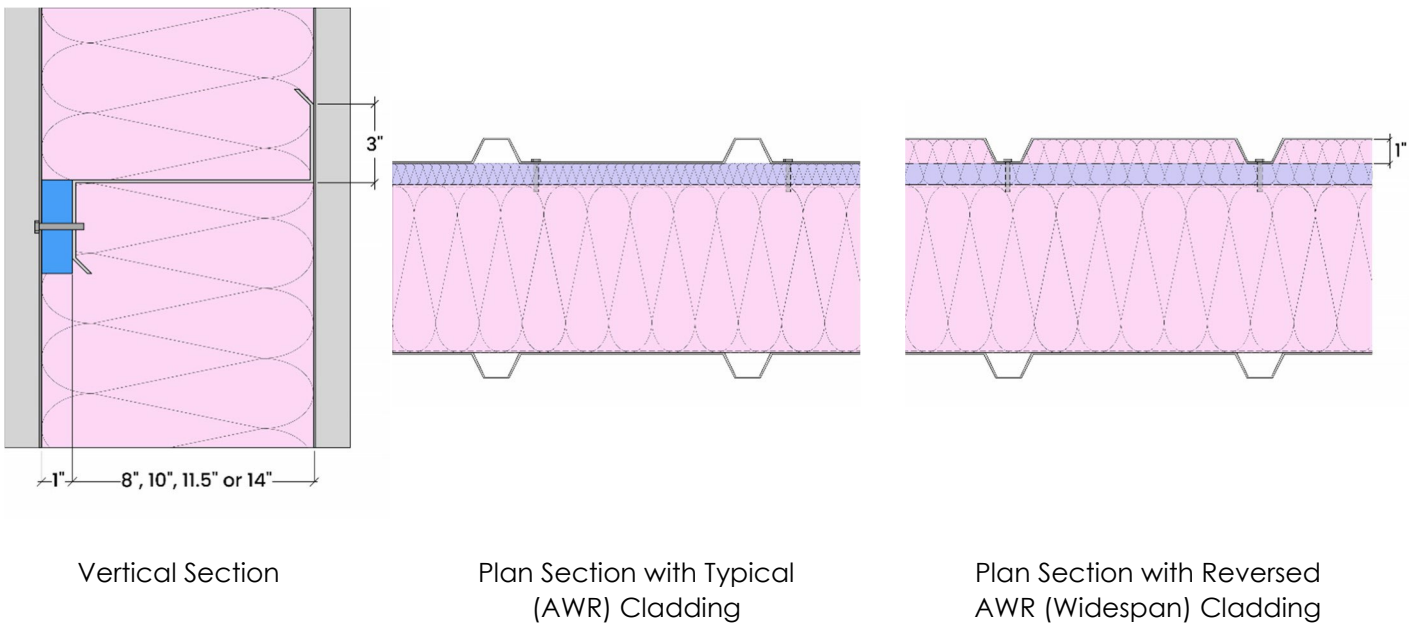 3"
1"
1"
8", 10", 11.5" or 14"
Vertical Section
Plan Section with Typical
(AWR) Cladding
Plan Section with Reversed
AWR (Widespan) Cladding